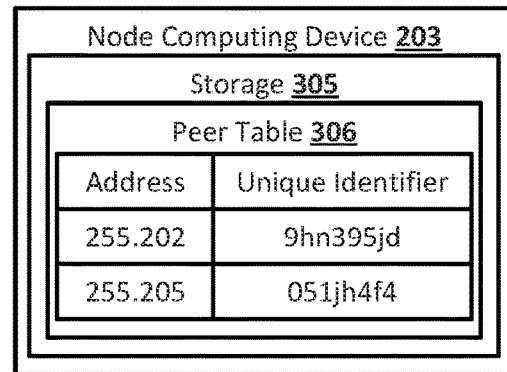 Node Computing Device 203
Storage 305
Peer Table 306
Address Unique Identifier
255.202 9hn395jd
255.205 051jh4f4